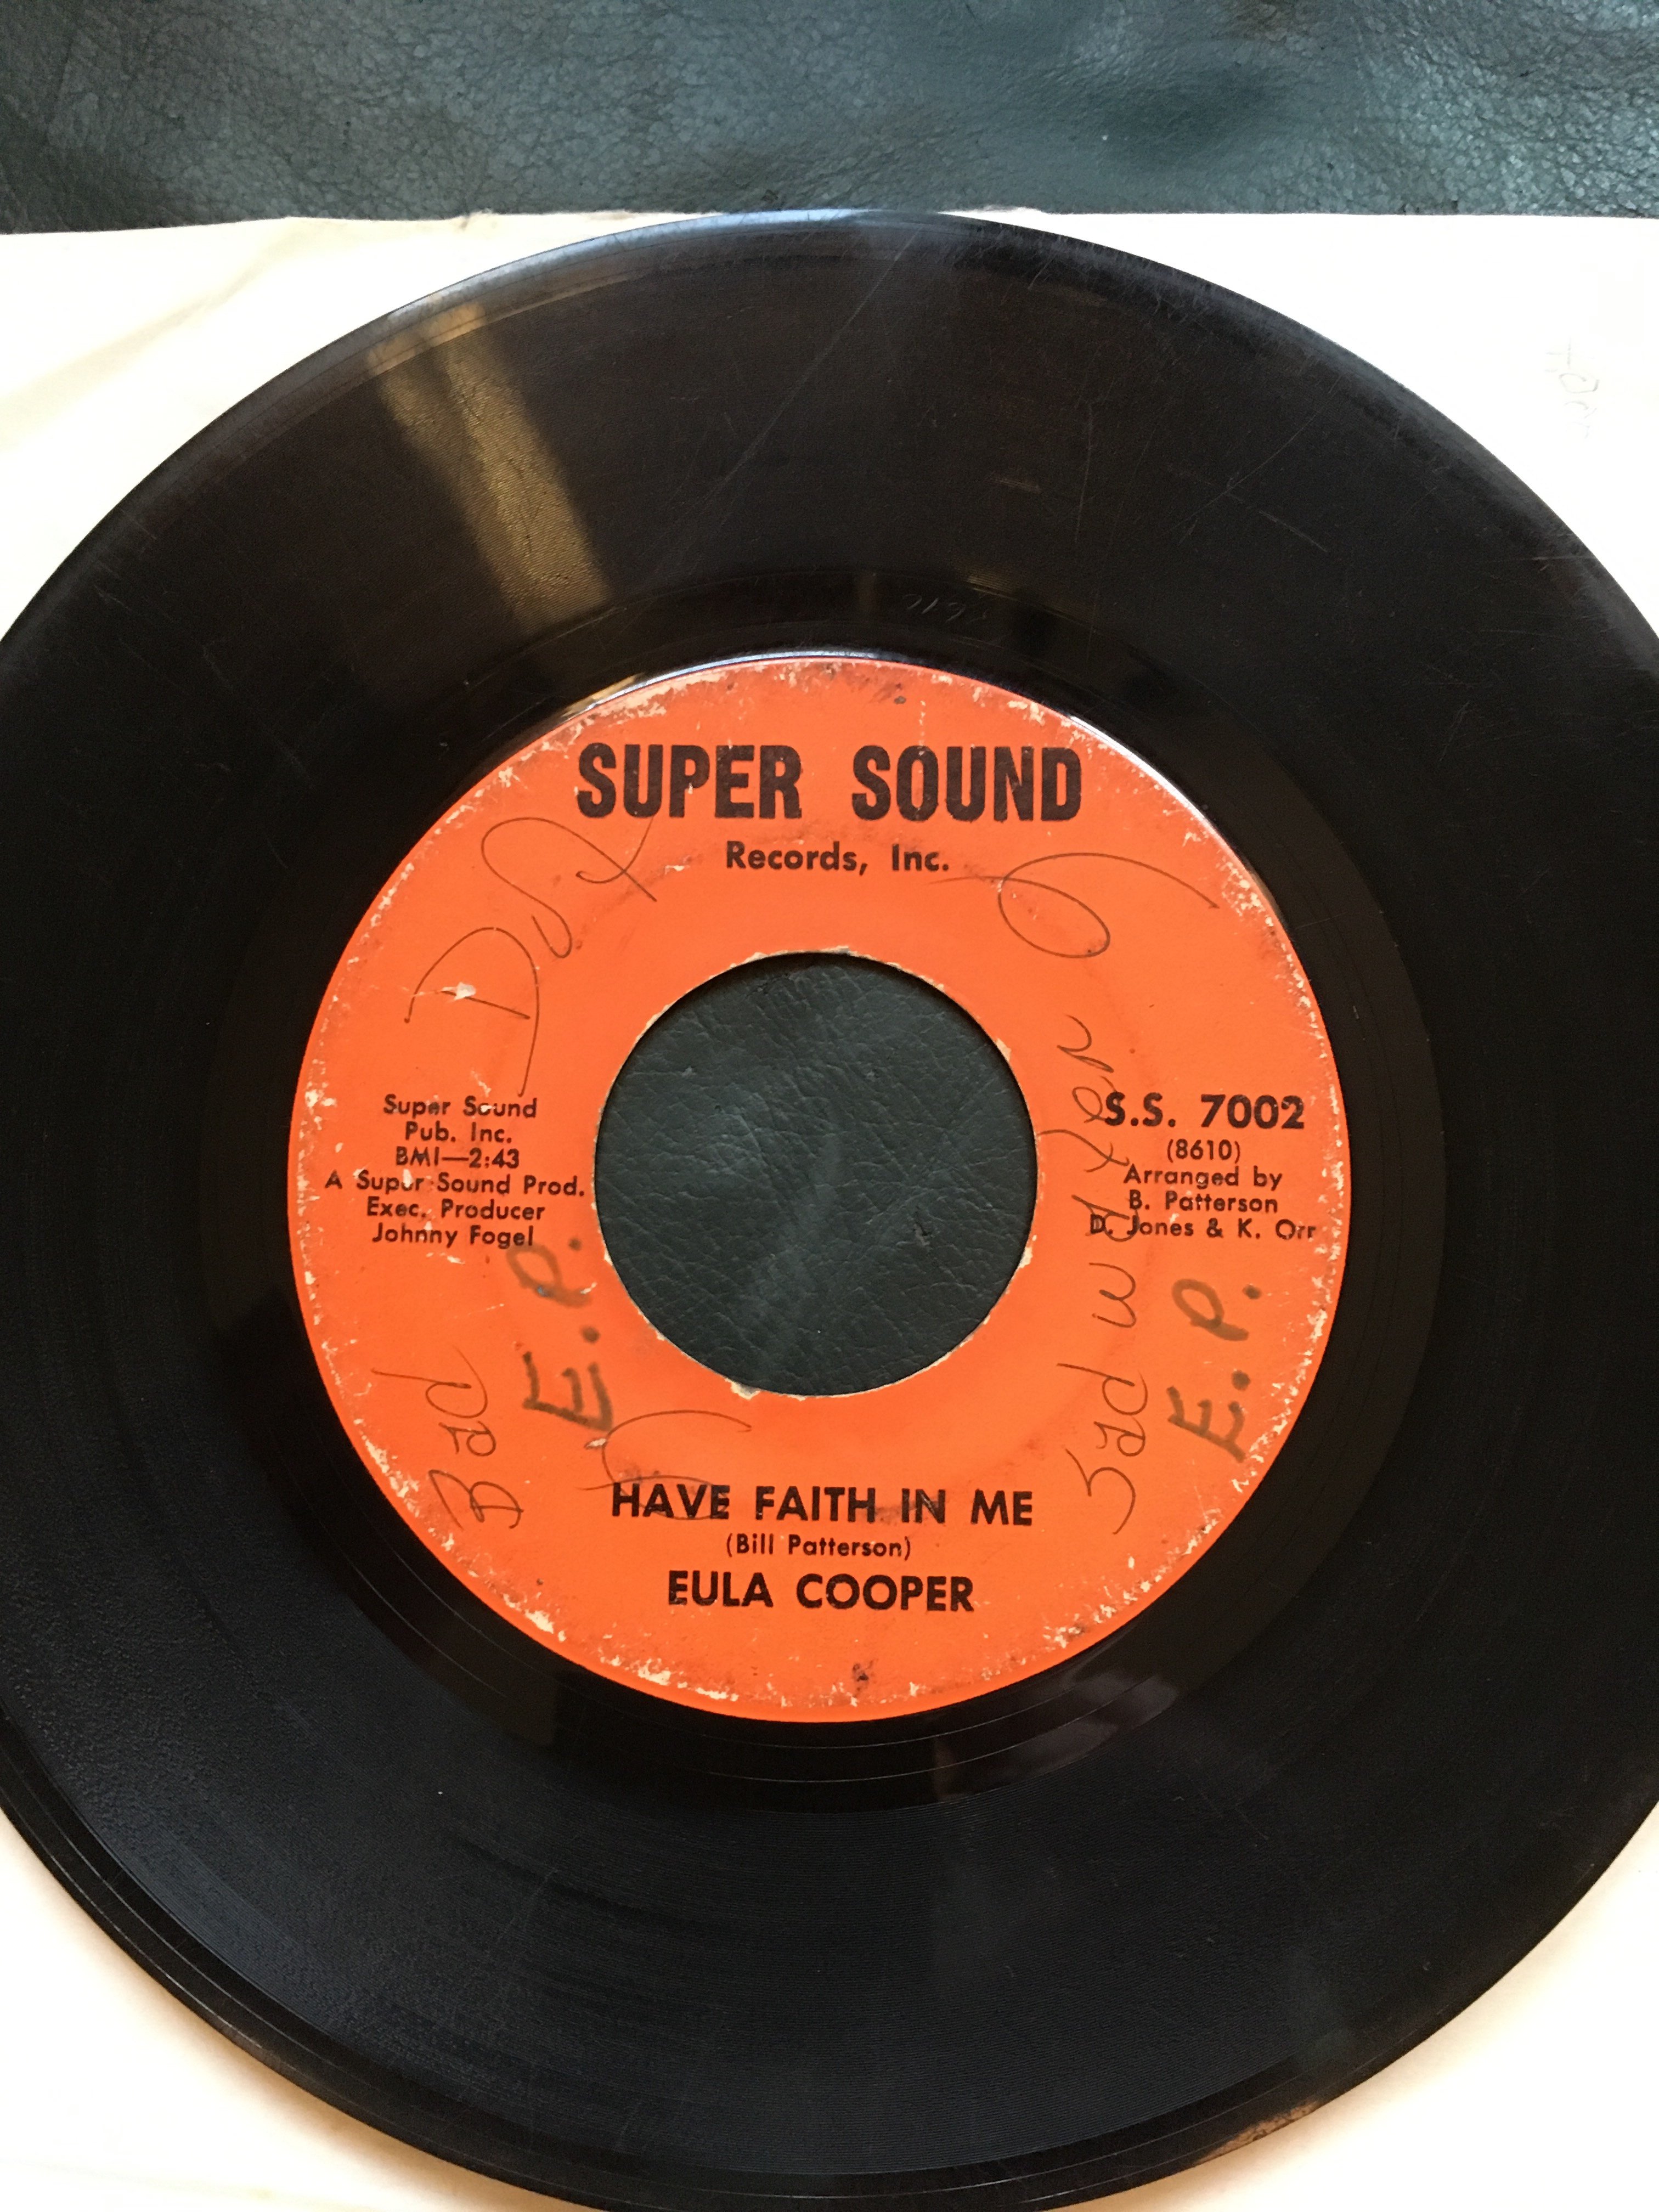 SUPER SOUND
Records, Inc.
Super Sound
Pub. Inc.
BMI—2:43
A Super Sound Prod.
Exec. Producer
Johnny Fogel
S.S. 7002
(8610)
Arranged by
B. Patterson
D. Jones & K. Orr
E.P.
E.P.
HAVE FAITH IN ME
(Bill Patterson)
EULA COOPER